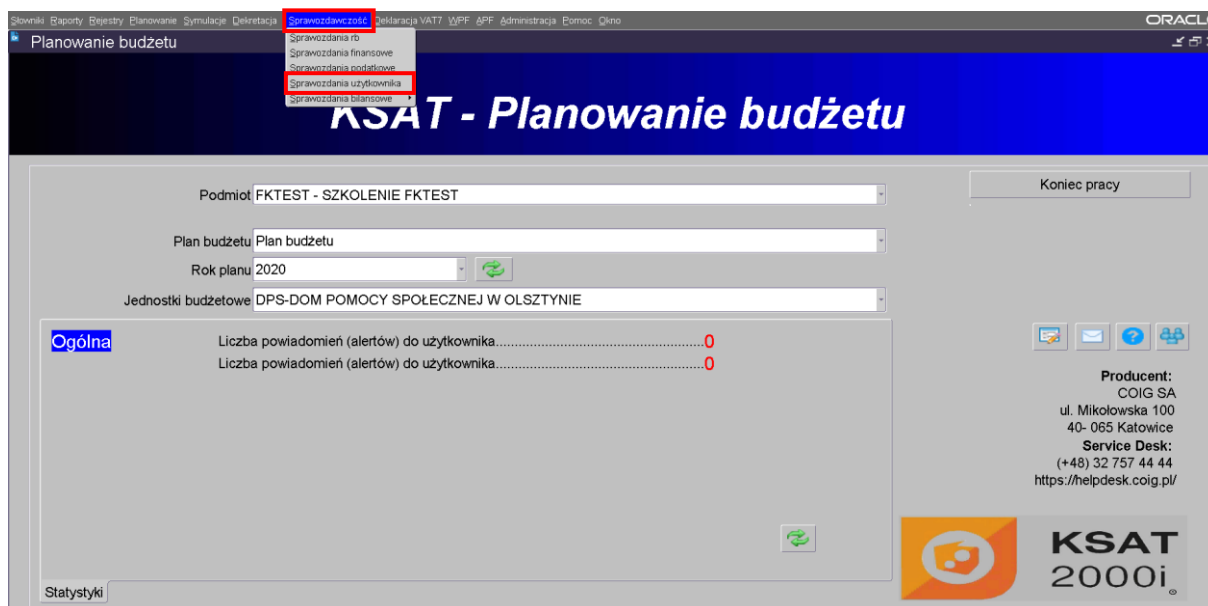 Słowniki Raporty Rejestry Planowanie Symulacje Dekretacja Sprawozdawczość Deklaracja VAT7 WPF APF Administracja Pomoc Okno ORACL
Planowanie budżetu
Sprawozdania rb
Sprawozdania finansowe
Sprawozdania podatkowe
Sprawozdania użytkownika
Sprawozdania bilansowe
KSAT - Planowanie budżetu
Podmiot FKTEST - SZKOLENIE FKTEST
Koniec pracy
Plan budżetu Plan budżetu
Rok planu 2020
Jednostki budżetowe DPS-DOM POMOCY SPOŁECZNEJ W OLSZTYNIE
Ogólna
Liczba powiadomień (alertów) do użytkownika......................................................0
Liczba powiadomień (alertów) do użytkownika......................................................0
Producent:
COIG SA
ul. Mikołowska 100
40- 065 Katowice
Service Desk:
(+48) 32 757 44 44
https://helpdesk.coig.pl/
KSAT
2000i
Statystyki